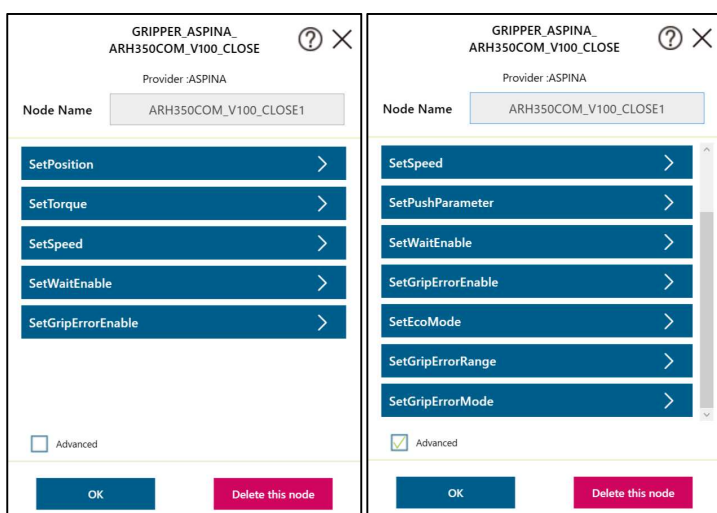 GRIPPER_ASPINA_
ARH350COM_V100_CLOSE
Provider :ASPINA
Node Name ARH350COM_V100_CLOSE1
SetPosition
SetTorque
SetSpeed
SetWaitEnable
SetGripErrorEnable
Advanced
OK Delete this node
GRIPPER_ASPINA_
ARH350COM_V100_CLOSE
Provider :ASPINA
Node Name ARH350COM_V100_CLOSE1
SetSpeed
SetPushParameter
SetWaitEnable
SetGripErrorEnable
SetEcoMode
SetGripErrorRange
SetGripErrorMode
Advanced
OK Delete this node